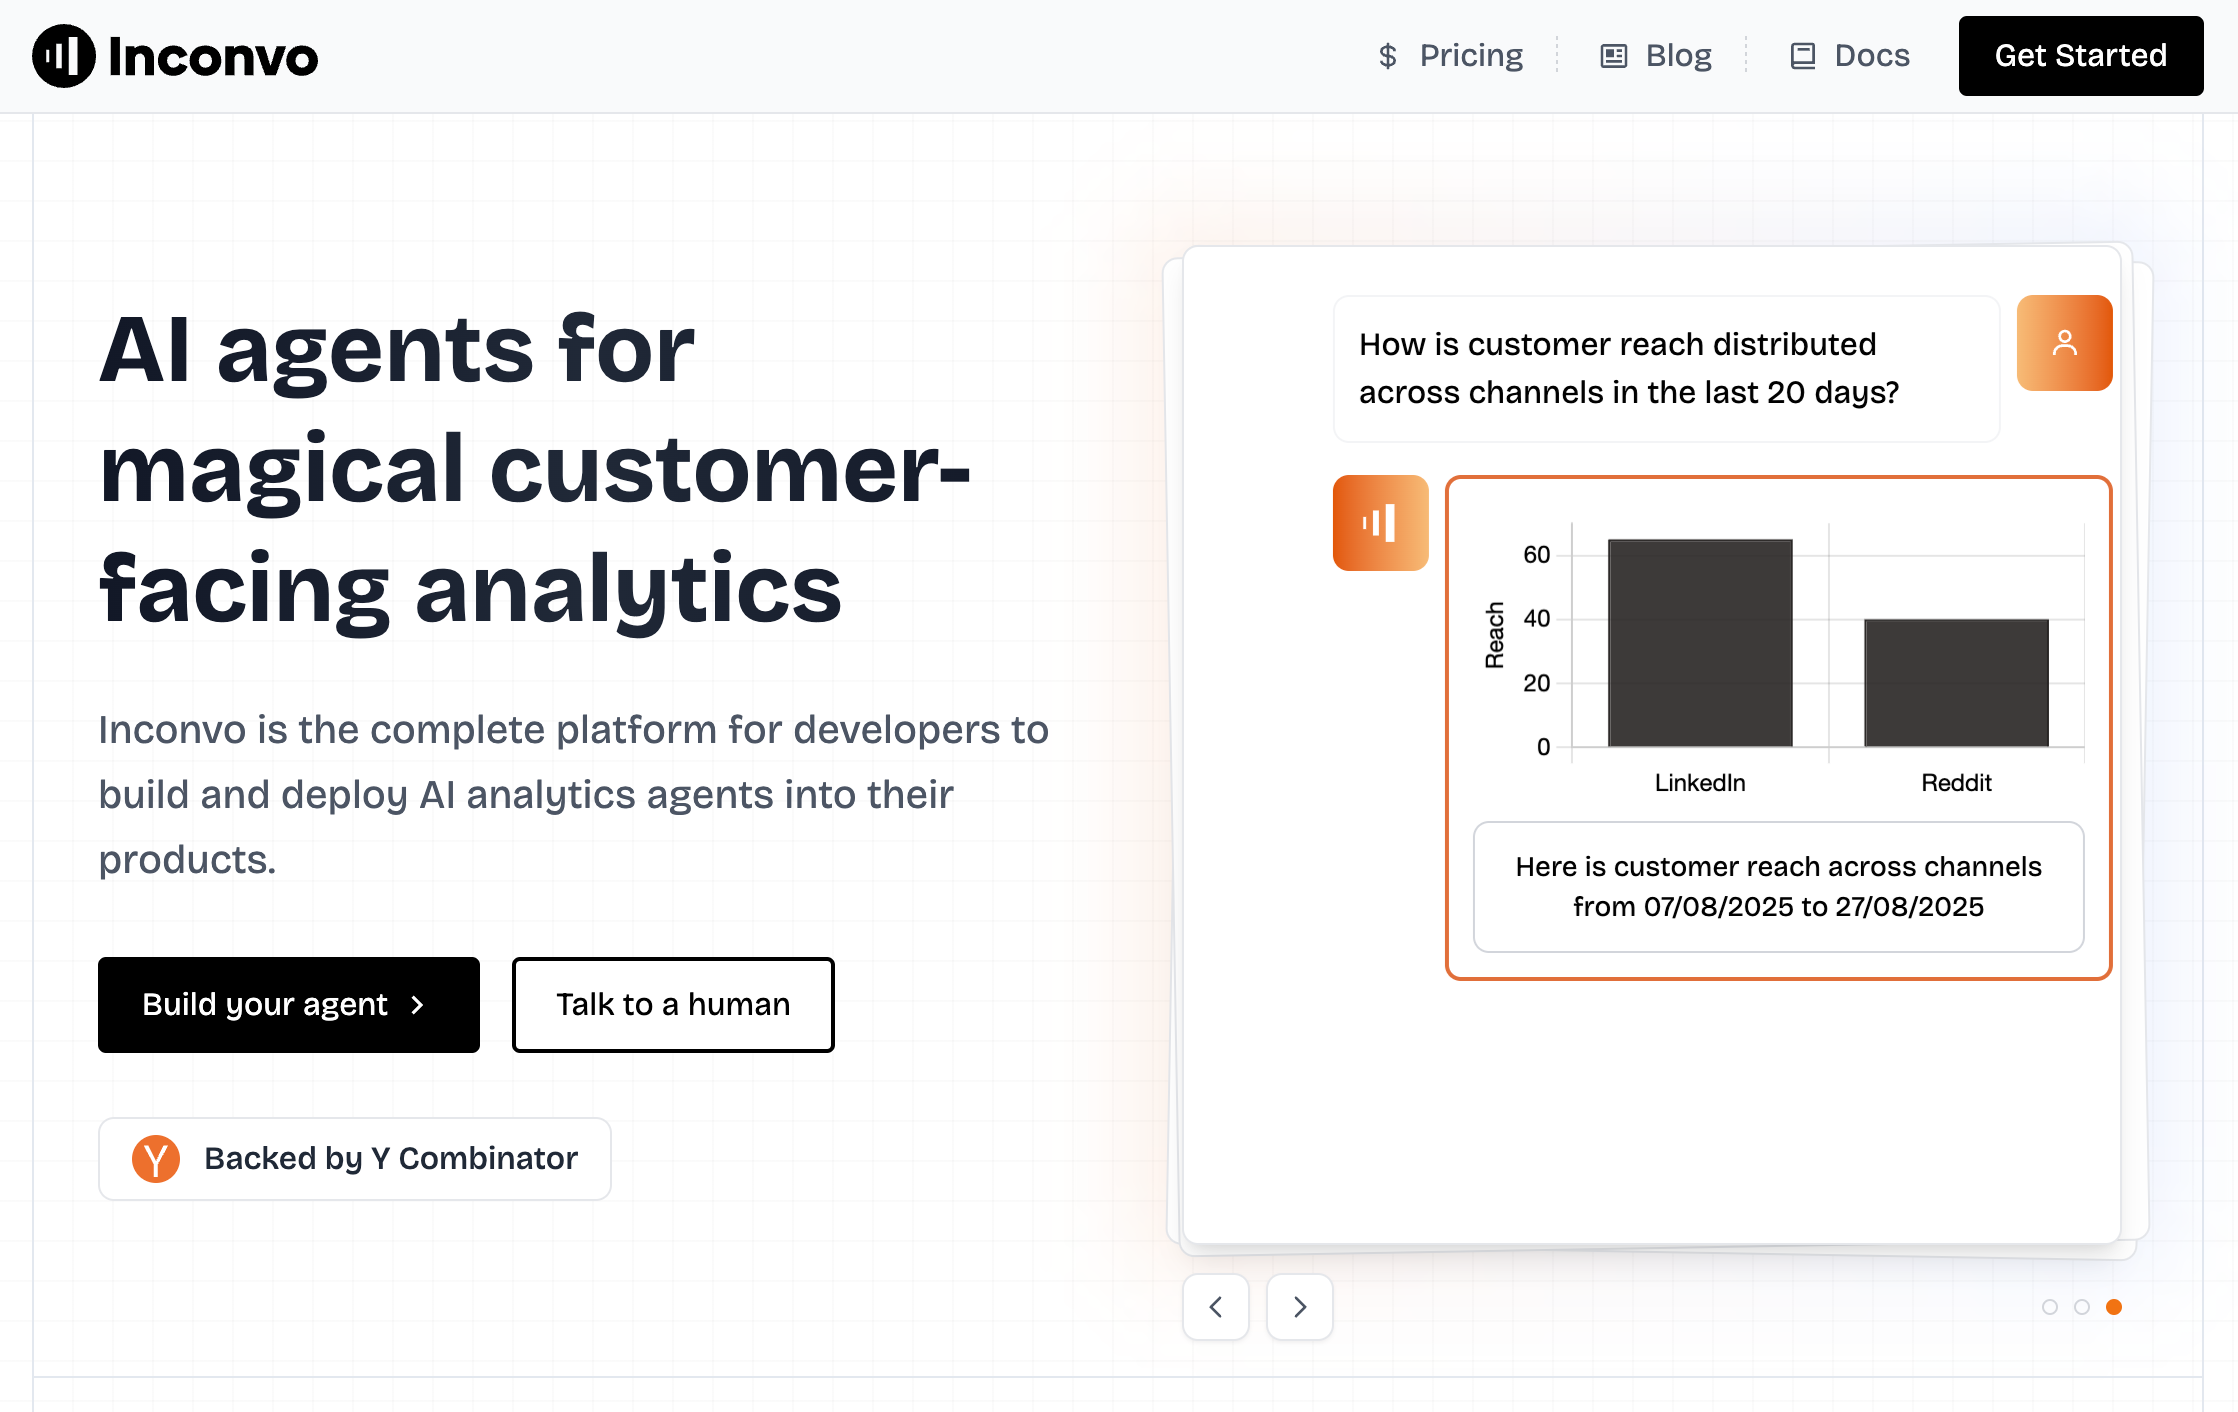 Inconvo
Pricing
Blog
Docs
Get Started
AI agents for
magical customer-
facing analytics
Inconvo is the complete platform for developers to
build and deploy AI analytics agents into their
products.
Build your agent
Talk to a human
Y
Backed by Y Combinator
How is customer reach distributed
across channels in the last 20 days?
Reach
60
40
20
0
LinkedIn
Reddit
Here is customer reach across channels
from 07/08/2025 to 27/08/2025